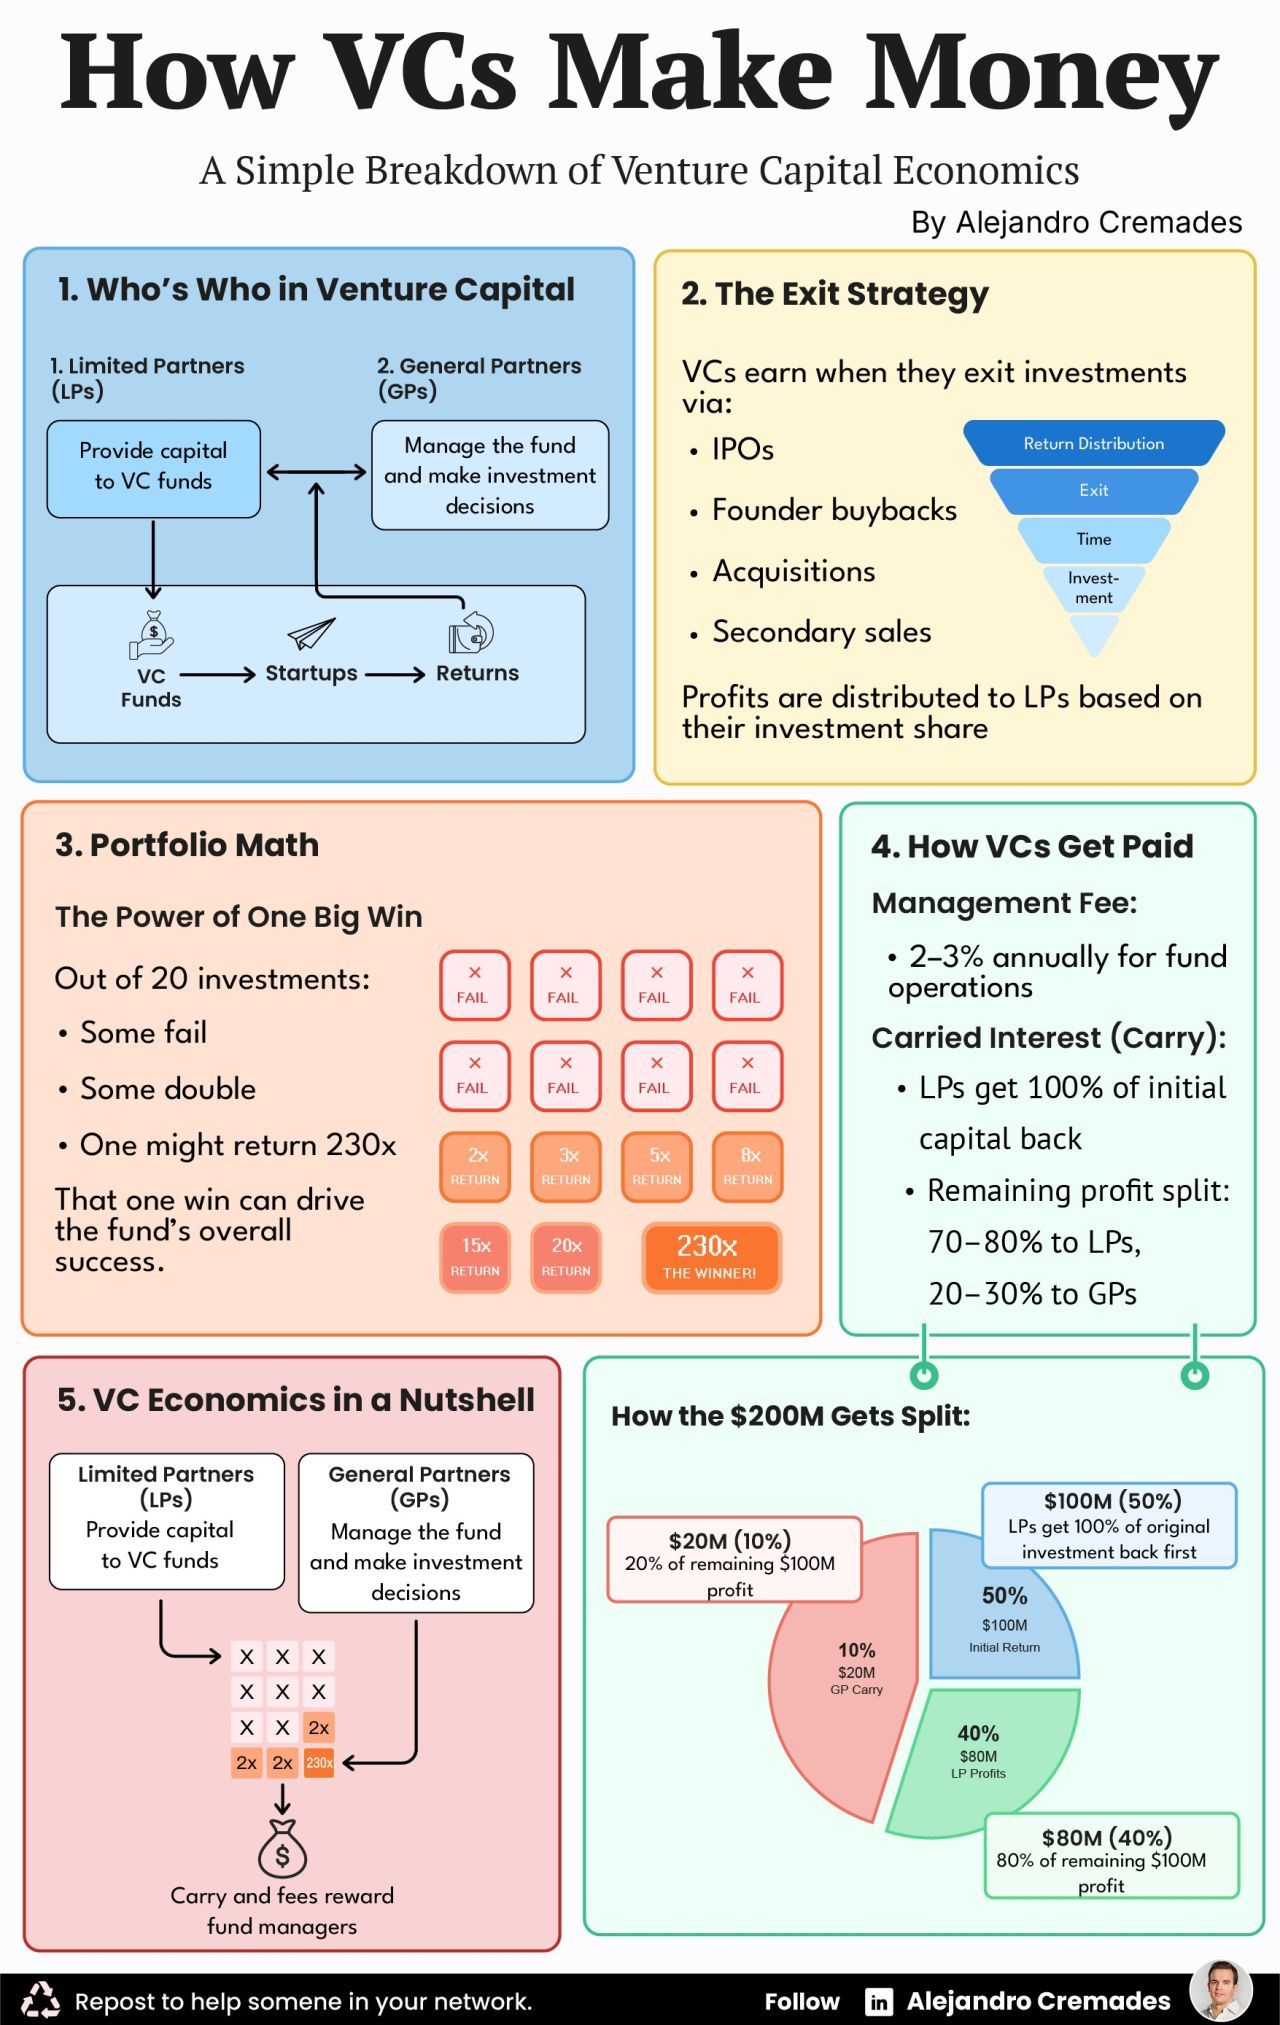 How VCs Make Money
A Simple Breakdown of Venture Capital Economics
By Alejandro Cremades
1. Who's Who in Venture Capital
1. Limited Partners
(LPs)
2. General Partners
(GPs)
Provide capital
to VC funds
Manage the fund
and make investment
decisions
$
VC
Funds
Startups
Returns
2. The Exit Strategy
VCs earn when they exit investments
via:
• IPOs
• Founder buybacks
• Acquisitions
• Secondary sales
Return Distribution
Exit
Time
Invest-
ment
Profits are distributed to LPs based on
their investment share
3. Portfolio Math
The Power of One Big Win
Out of 20 investments:
• Some fail
• Some double
• One might return 230x
That one win can drive
the fund's overall
success.
× × × ×
FAIL FAIL FAIL FAIL
× × × ×
FAIL FAIL FAIL FAIL
2x 3x 5x 8x
RETURN RETURN RETURN RETURN
15x 20x 230x
RETURN RETURN THE WINNER!
4. How VCs Get Paid
Management Fee:
• 2–3% annually for fund
operations
Carried Interest (Carry):
• LPs get 100% of initial
capital back
• Remaining profit split:
70–80% to LPs,
20–30% to GPs
5. VC Economics in a Nutshell
Limited Partners
(LPs)
Provide capital
to VC funds
General Partners
(GPs)
Manage the fund
and make investment
decisions
X X X
X X X
X X 2x
2x 2x 230x
$
Carry and fees reward
fund managers
How the $200M Gets Split:
$100M (50%)
LPs get 100% of original
investment back first
$20M (10%)
20% of remaining $100M
profit
50%
$100M
Initial Return
10%
$20M
GP Carry
40%
$80M
LP Profits
$80M (40%)
80% of remaining $100M
profit
Repost to help somene in your network.
Follow in Alejandro Cremades